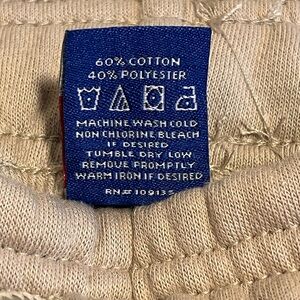 60% COTTON
40% POLYESTER
MACHINE WASH COLD
NON CHLORINE BLEACH
IF DESIRED
TUMBLE DRY LOW
REMOVE PROMPTLY
WARM IRON IF DESIRED
RN# 109135